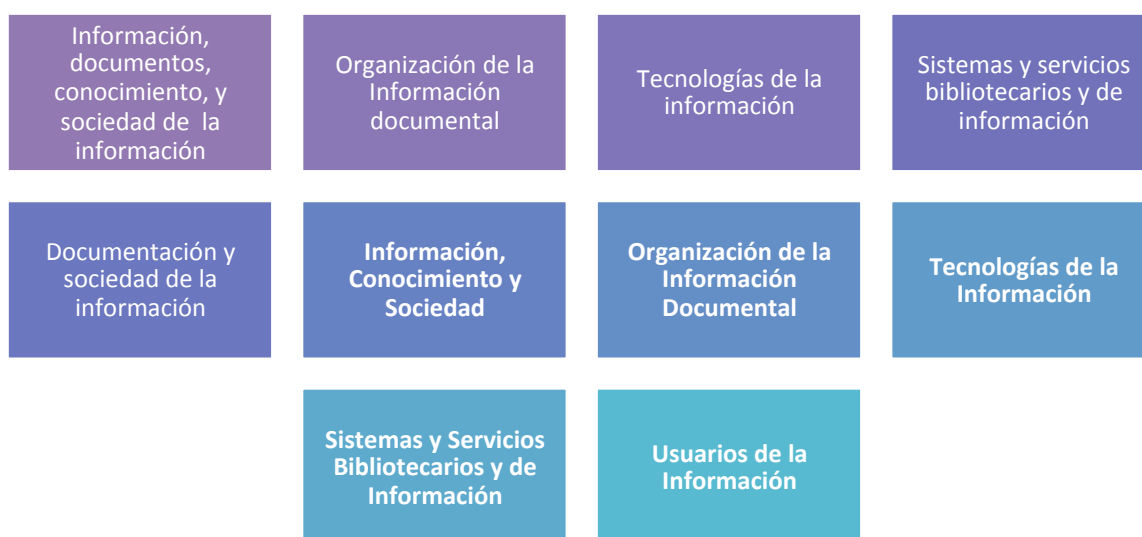 Información,
documentos,
conocimiento, y
sociedad de la
información
Organización de la
Información
documental
Tecnologías de la
información
Sistemas y servicios
bibliotecarios y de
información
Documentación y
sociedad de la
información
Información,
Conocimiento y
Sociedad
Organización de la
Información
Documental
Tecnologías de la
Información
Sistemas y Servicios
Bibliotecarios y de
Información
Usuarios de la
Información